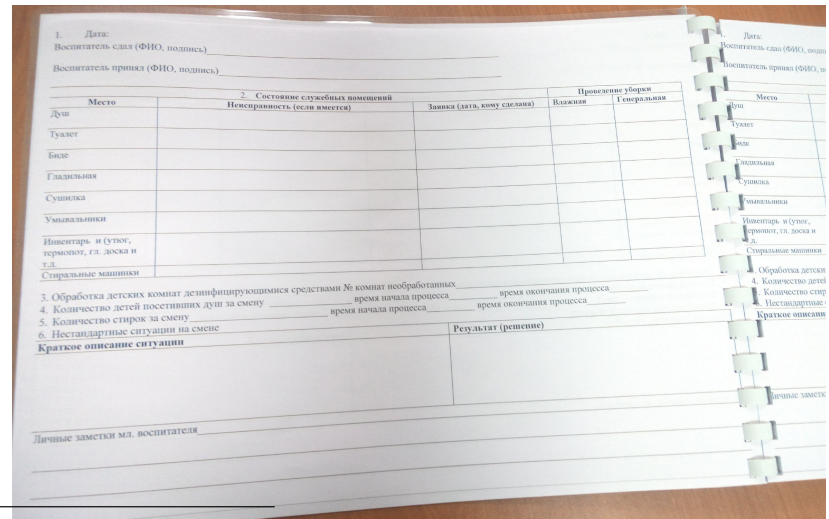 1. Дата:
Воспитатель сдал (ФИО, подпись)
Воспитатель принял (ФИО, подпись)
2. Состояние служебных помещений
Проведение уборки
Место Неисправность (если имеется) Заявка (дата, кому сделана) Влажная Генеральная
Душ
Туалет
Биде
Гладильная
Сушилка
Умывальники
Инвентарь и (утюг,
термопот, гл. доска и
т.д.
Стиральные машинки
3. Обработка детских комнат дезинфицирующимися средствами № комнат необработанных
4. Количество детей посетивших душ за смену время начала процесса время окончания процесса
5. Количество стирок за смену время начала процесса время окончания процесса
6. Нестандартные ситуации на смене
Краткое описание ситуации Результат (решение)
Личные заметки мл. воспитателя
Дата:
Воспитатель сдал (ФИО,
Воспитатель принял (ФИО,
Место
Душ
Туалет
Биде
Гладильная
Сушилка
Умывальники
Инвентарь и (утюг,
термопот, гл. доска и
Стиральные машинки
Обработка
4. Количество
Количество
Нестандартные
Краткое
Личные